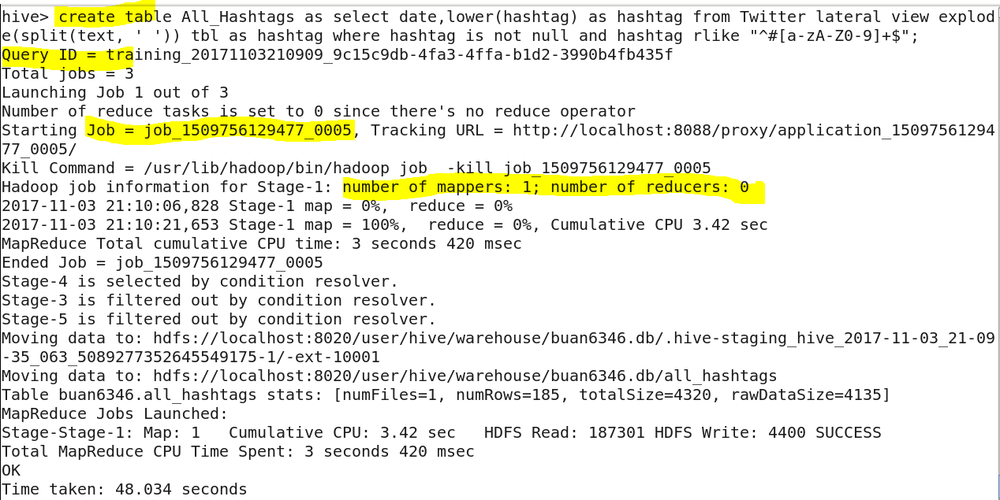 hive> create table All_Hashtags as select date,lower(hashtag) as hashtag from Twitter lateral view explod
e(split(text, ' ')) tbl as hashtag where hashtag is not null and hashtag rlike "^#[a-zA-Z0-9]+$";
Query ID = training_20171103210909_9c15c9db-4fa3-4ffa-b1d2-3990b4fb435f
Total jobs = 3
Launching Job 1 out of 3
Number of reduce tasks is set to 0 since there's no reduce operator
Starting Job = job_1509756129477_0005, Tracking URL = http://localhost:8088/proxy/application_15097561294
77_0005/
Kill Command = /usr/lib/hadoop/bin/hadoop job  -kill job_1509756129477_0005
Hadoop job information for Stage-1: number of mappers: 1; number of reducers: 0
2017-11-03 21:10:06,828 Stage-1 map = 0%,  reduce = 0%
2017-11-03 21:10:21,653 Stage-1 map = 100%,  reduce = 0%, Cumulative CPU 3.42 sec
MapReduce Total cumulative CPU time: 3 seconds 420 msec
Ended Job = job_1509756129477_0005
Stage-4 is selected by condition resolver.
Stage-3 is filtered out by condition resolver.
Stage-5 is filtered out by condition resolver.
Moving data to: hdfs://localhost:8020/user/hive/warehouse/buan6346.db/.hive-staging_hive_2017-11-03_21-09
-35_063_5089277352645549175-1/-ext-10001
Moving data to: hdfs://localhost:8020/user/hive/warehouse/buan6346.db/all_hashtags
Table buan6346.all_hashtags stats: [numFiles=1, numRows=185, totalSize=4320, rawDataSize=4135]
MapReduce Jobs Launched:
Stage-Stage-1: Map: 1   Cumulative CPU: 3.42 sec   HDFS Read: 187301 HDFS Write: 4400 SUCCESS
Total MapReduce CPU Time Spent: 3 seconds 420 msec
OK
Time taken: 48.034 seconds